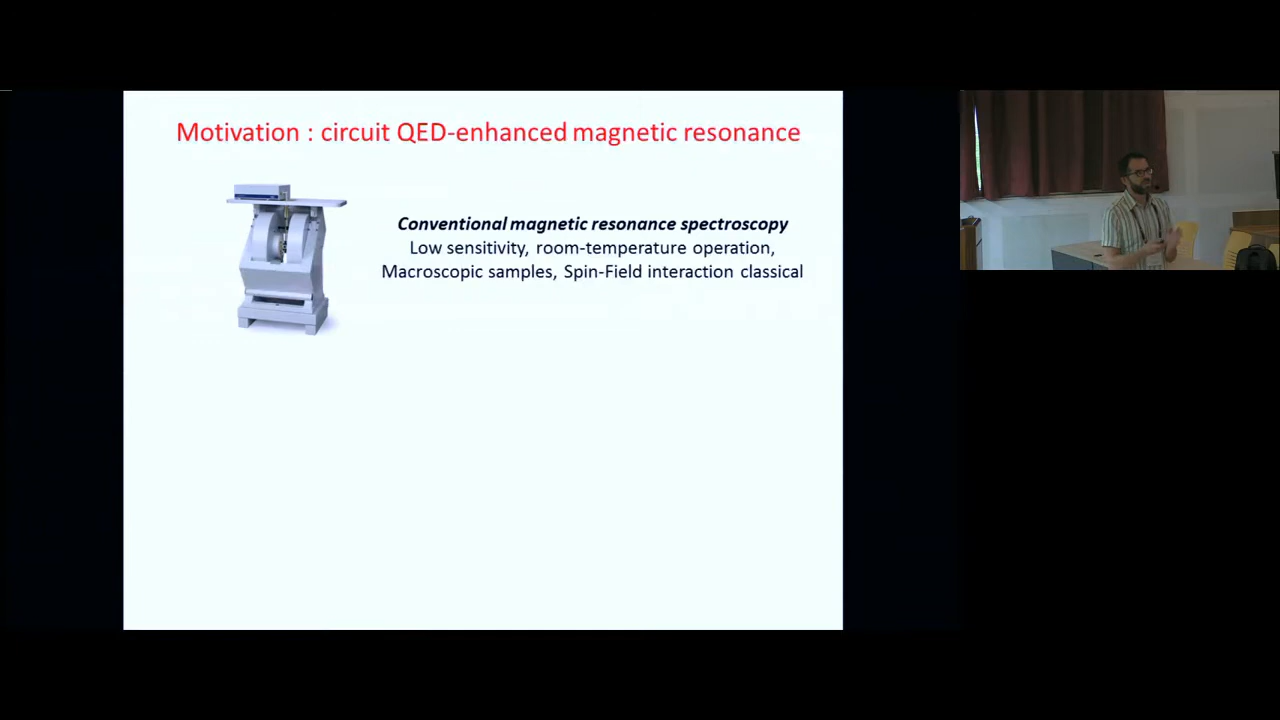 Motivation : circuit QED-enhanced magnetic resonance
Conventional magnetic resonance spectroscopy
Low sensitivity, room-temperature operation,
Macroscopic samples, Spin-Field interaction classical